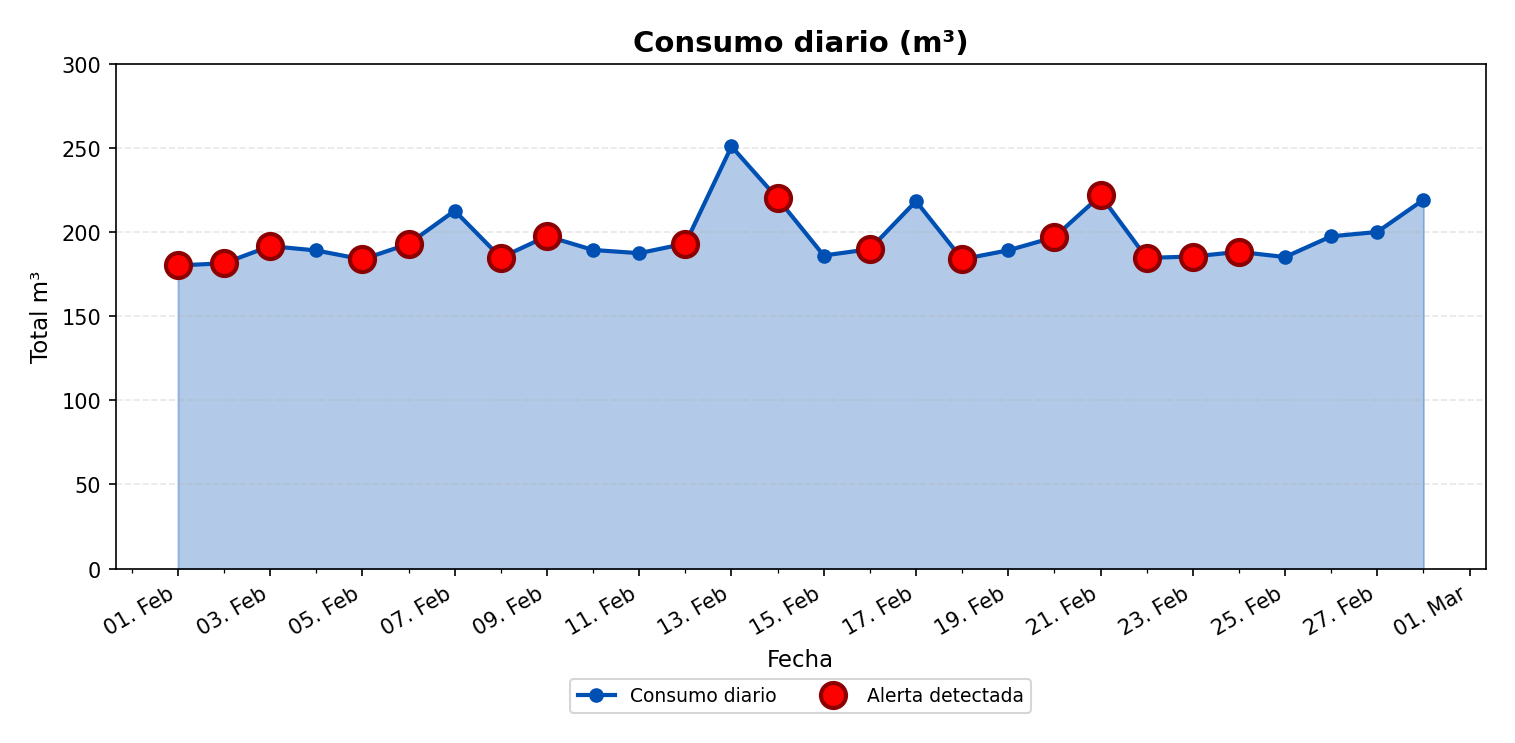 Consumo diario (m³)
300
250
200
150
100
50
0
Total m³
01. Feb
03. Feb
05. Feb
07. Feb
09. Feb
11. Feb
13. Feb
15. Feb
17. Feb
19. Feb
21. Feb
23. Feb
25. Feb
27. Feb
01. Mar
Fecha
Consumo diario
Alerta detectada